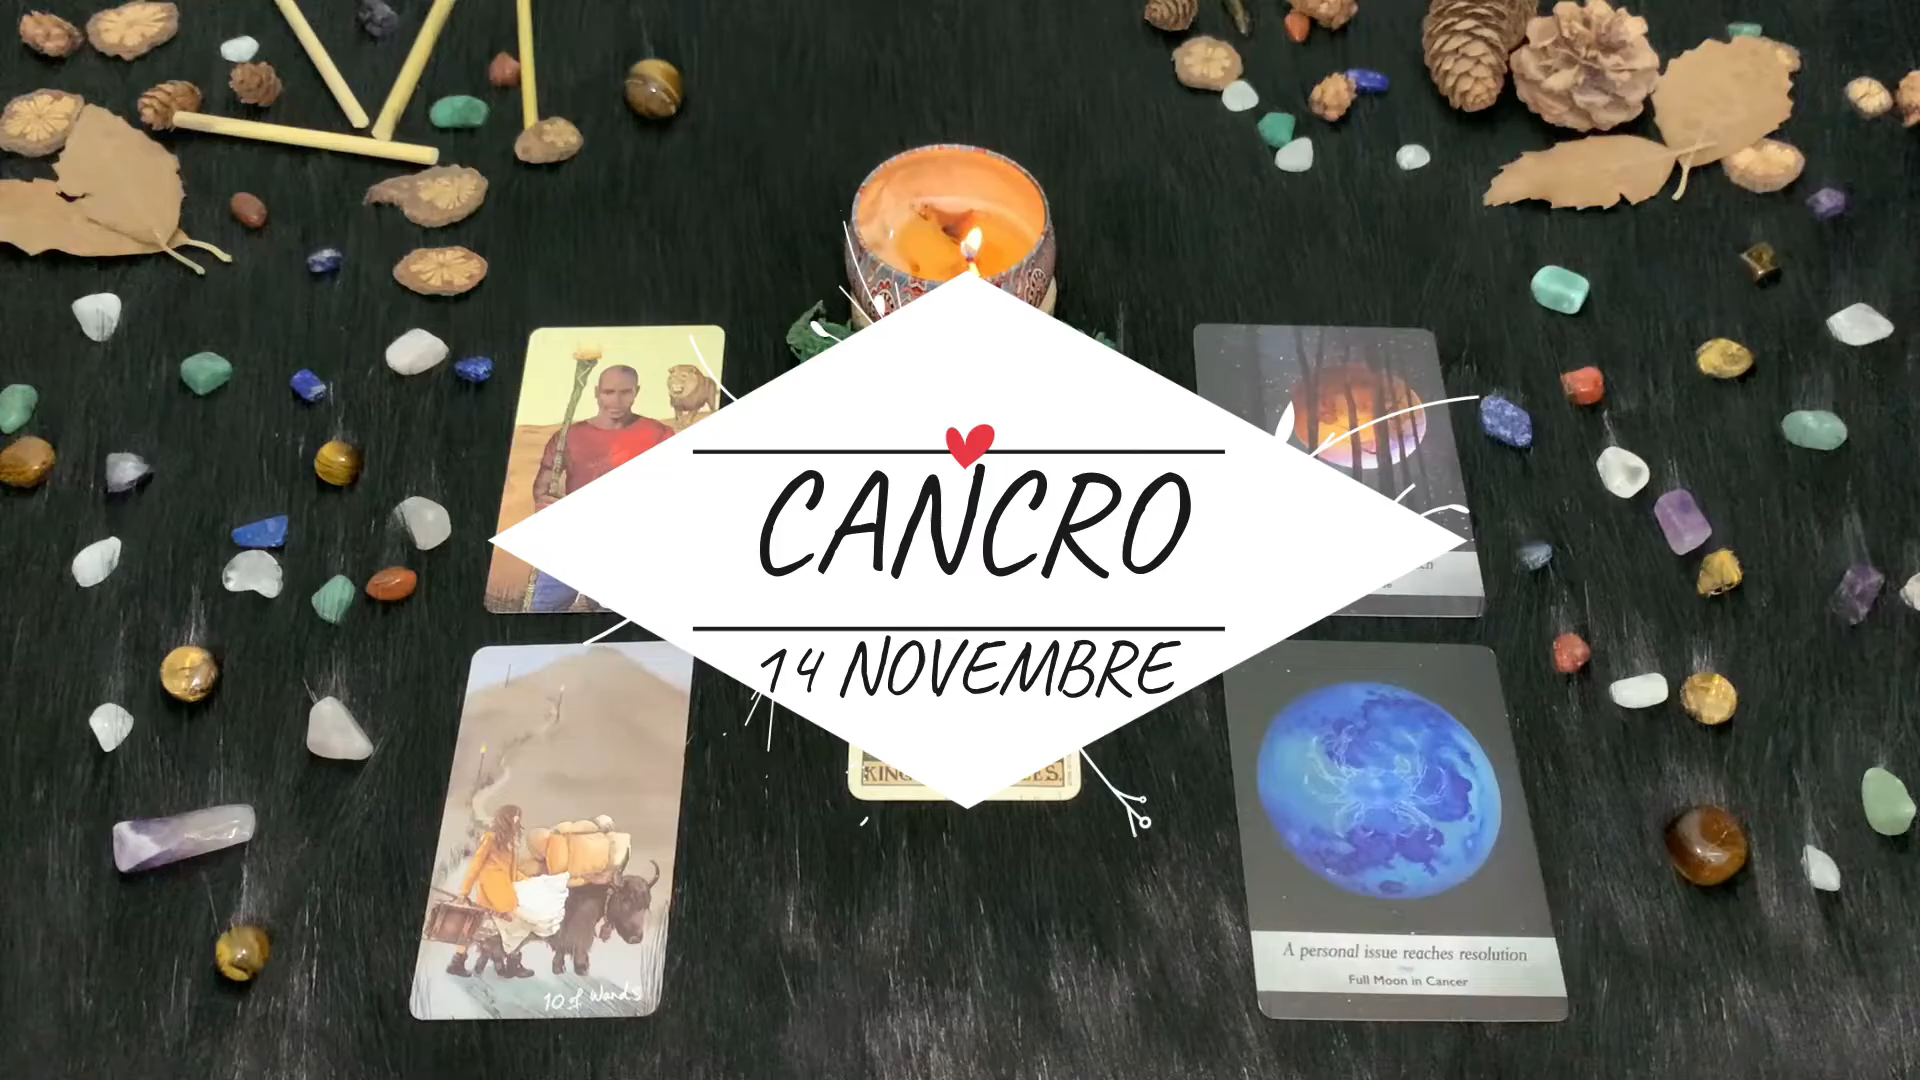 CANCRO
14 NOVEMBRE
10 of Wands
A personal issue reaches resolution
Full Moon in Cancer